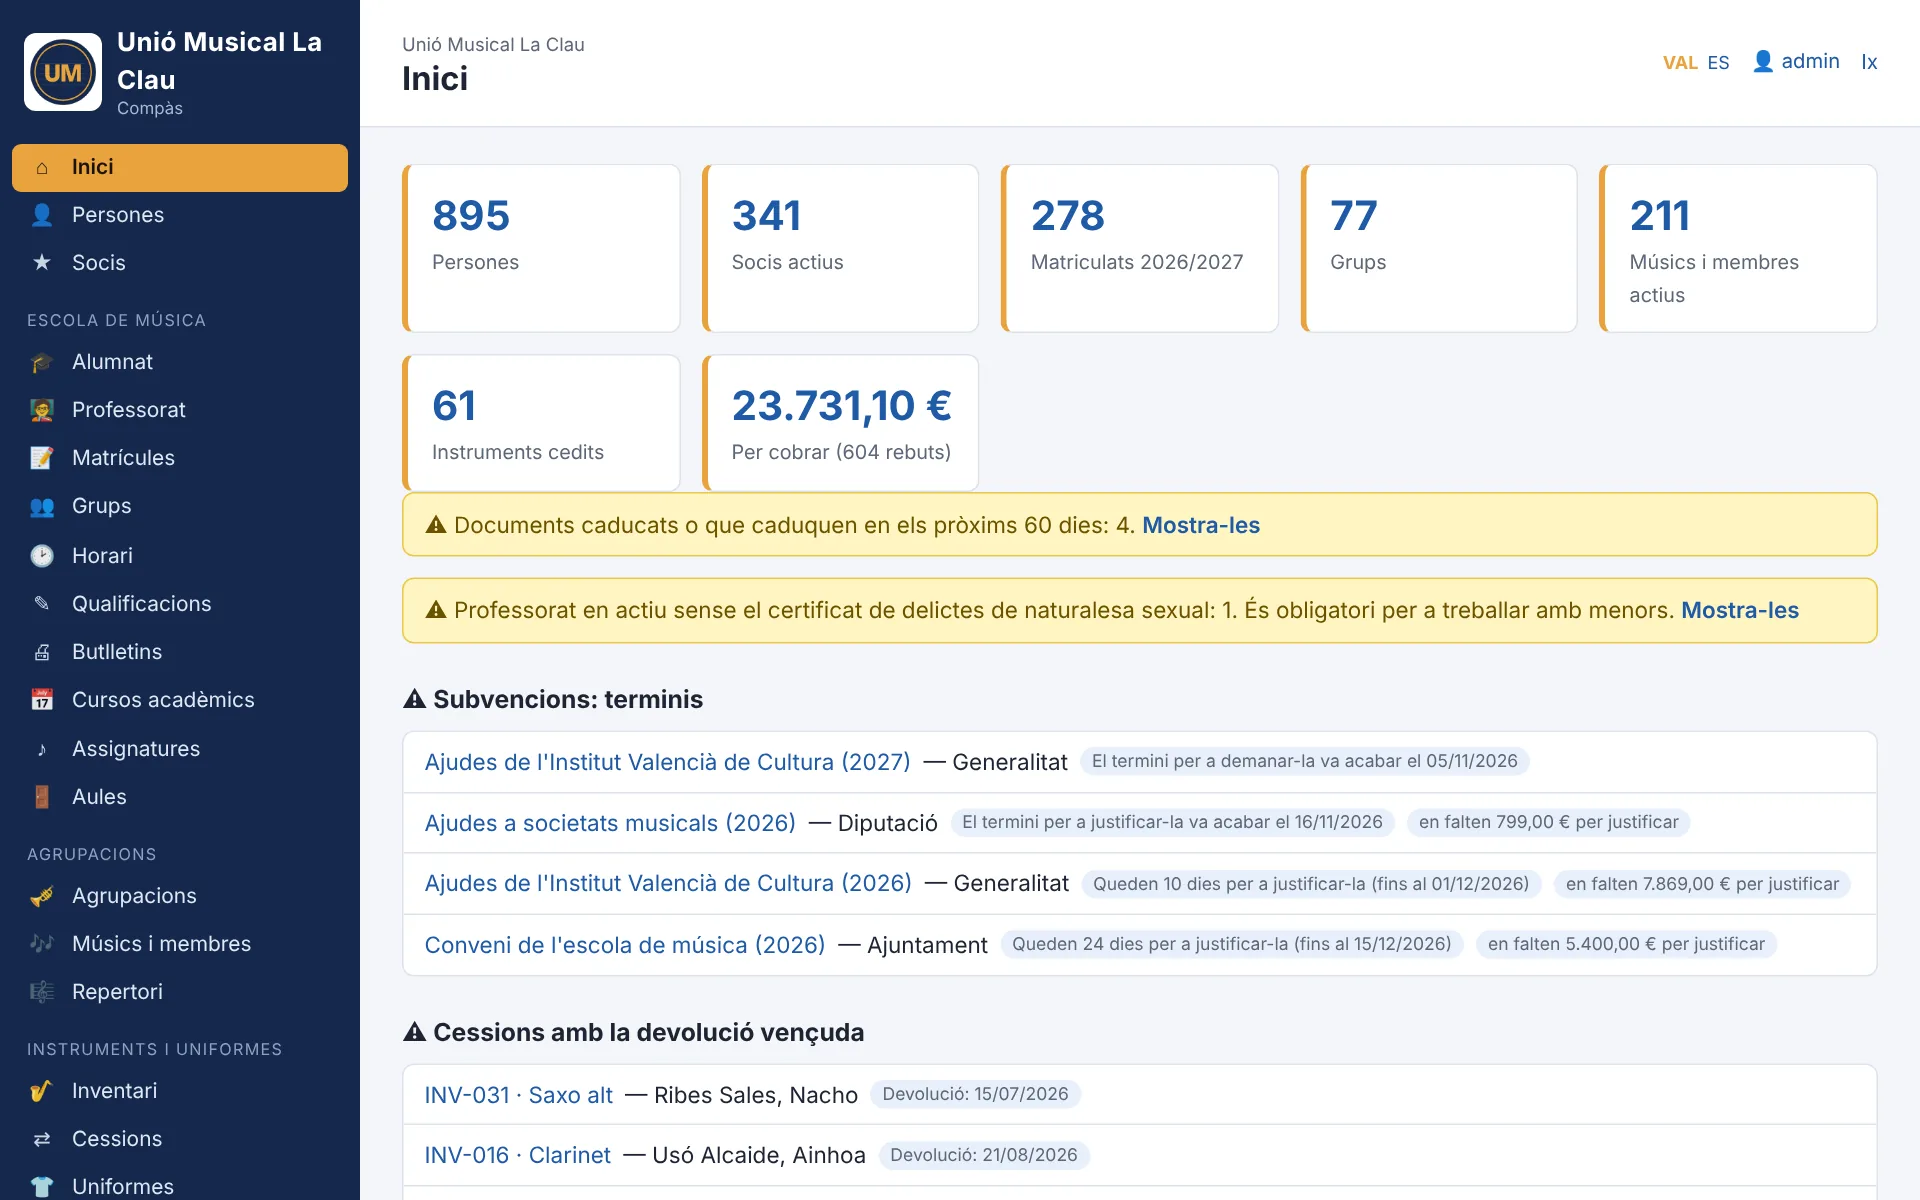 UM
Unió Musical La
Clau
Compàs
Inici
Persones
Socis
ESCOLA DE MÚSICA
Alumnat
Professorat
Matrícules
Grups
Horari
Qualificacions
Butlletins
Cursos acadèmics
Assignatures
Aules
AGRUPACIONS
Agrupacions
Músics i membres
Repertori
INSTRUMENTS I UNIFORMES
Inventari
Cessions
Uniformes
Unió Musical La Clau
Inici
VAL ES admin Ix
895
Persones
341
Socis actius
278
Matriculats 2026/2027
77
Grups
211
Músics i membres
actius
61
Instruments cedits
23.731,10 €
Per cobrar (604 rebuts)
⚠ Documents caducats o que caduquen en els pròxims 60 dies: 4. Mostra-les
⚠ Professorat en actiu sense el certificat de delictes de naturalesa sexual: 1. És obligatori per a treballar amb menors. Mostra-les
⚠ Subvencions: terminis
Ajudes de l'Institut Valencià de Cultura (2027) — Generalitat El termini per a demanar-la va acabar el 05/11/2026
Ajudes a societats musicals (2026) — Diputació El termini per a justificar-la va acabar el 16/11/2026 en falten 799,00 € per justificar
Ajudes de l'Institut Valencià de Cultura (2026) — Generalitat Queden 10 dies per a justificar-la (fins al 01/12/2026) en falten 7.869,00 € per justificar
Conveni de l'escola de música (2026) — Ajuntament Queden 24 dies per a justificar-la (fins al 15/12/2026) en falten 5.400,00 € per justificar
⚠ Cessions amb la devolució vençuda
INV-031 · Saxo alt — Ribes Sales, Nacho Devolució: 15/07/2026
INV-016 · Clarinet — Usó Alcaide, Ainhoa Devolució: 21/08/2026